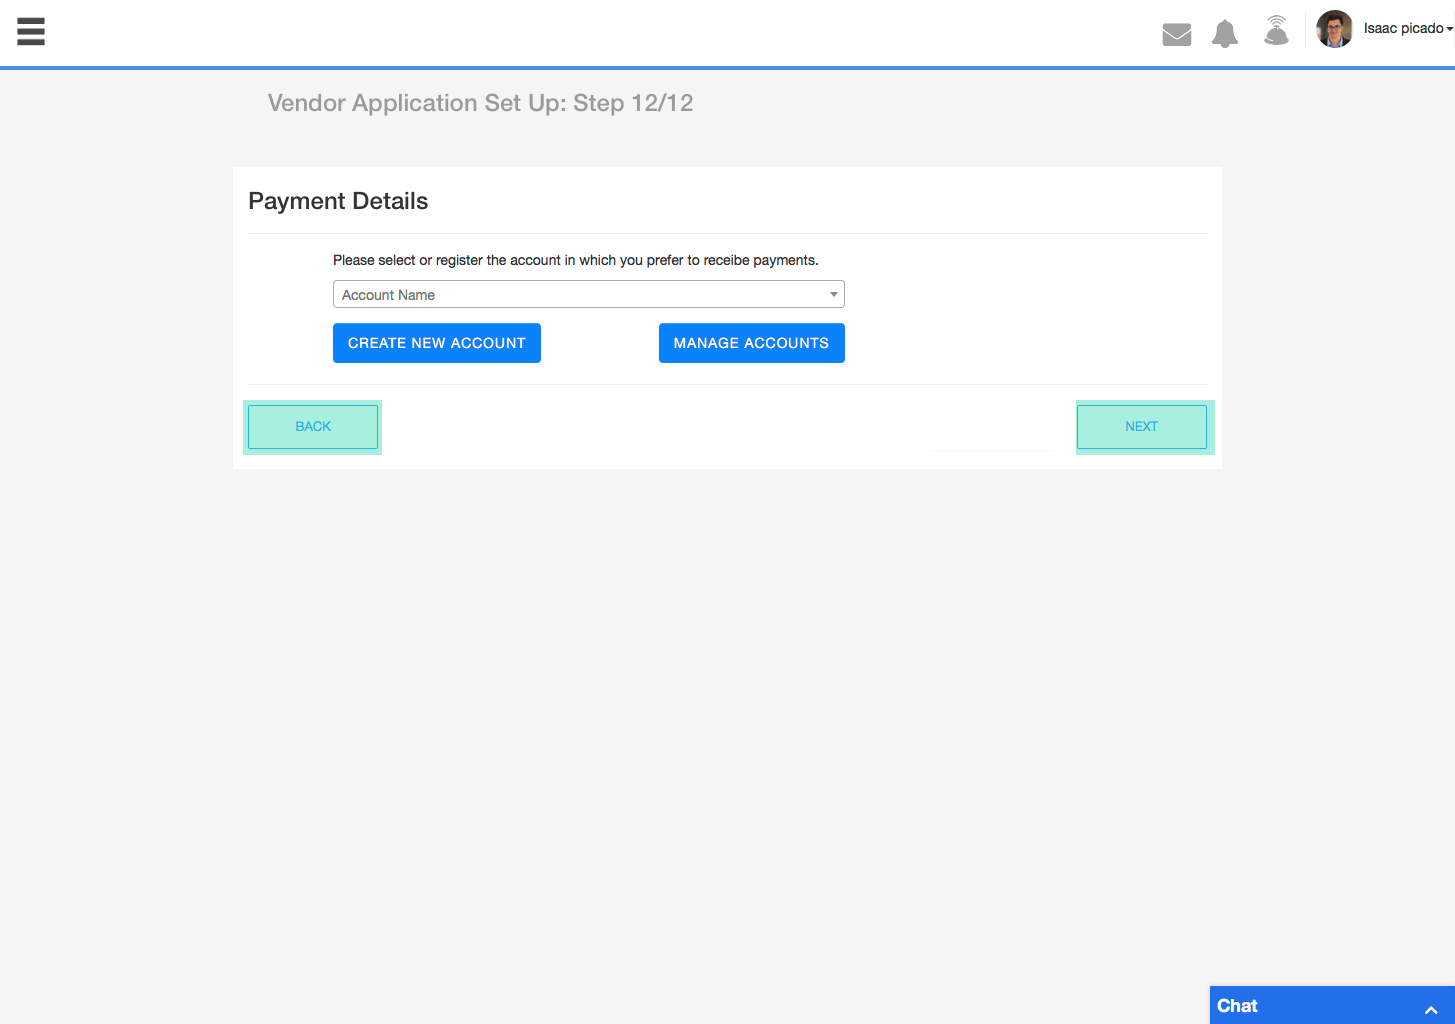 Isaac picado
Vendor Application Set Up: Step 12/12
Payment Details
Please select or register the account in which you prefer to receibe payments.
Account Name
CREATE NEW ACCOUNT
MANAGE ACCOUNTS
BACK
NEXT
Chat